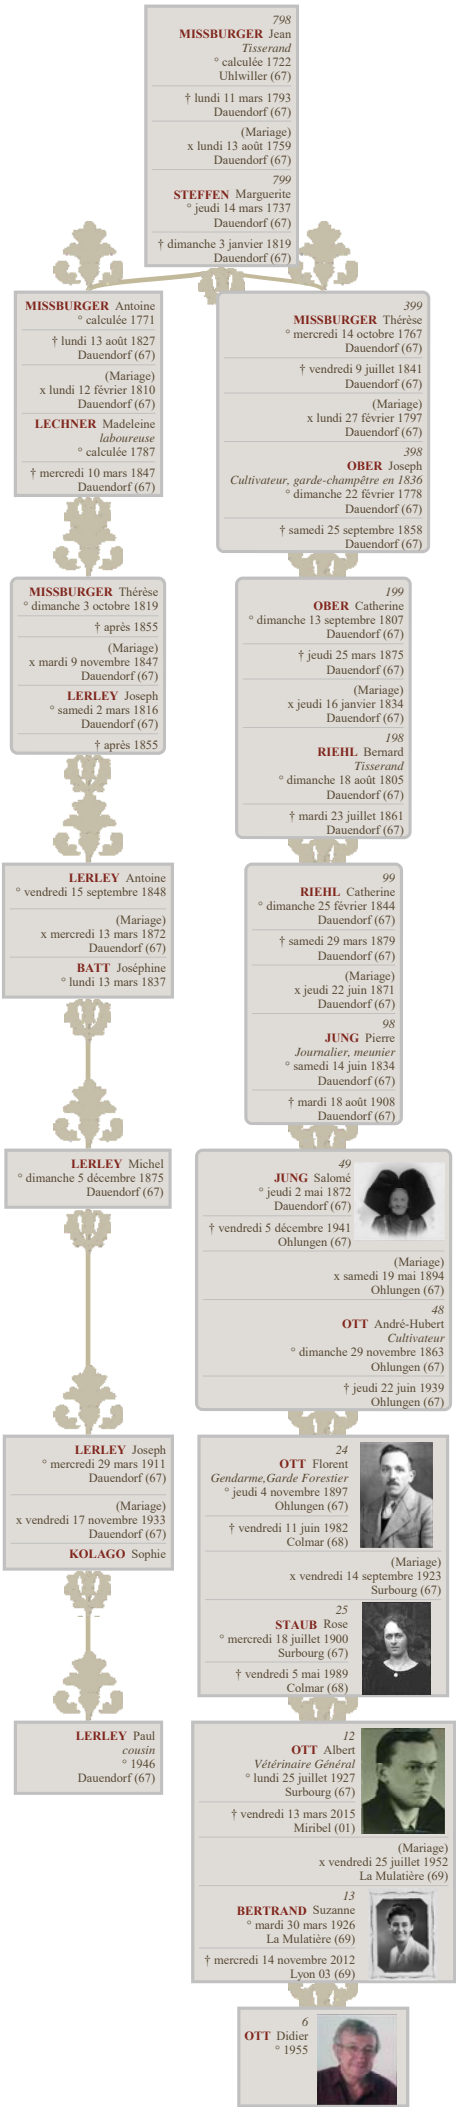 798
MISSBURGER Jean
Tisserand
° calculée 1722
Uhlwiller (67)
† lundi 11 mars 1793
Dauendorf (67)
(Mariage)
x lundi 13 août 1759
Dauendorf (67)
799
STEFFEN Marguerite
° jeudi 14 mars 1737
Dauendorf (67)
† dimanche 3 janvier 1819
Dauendorf (67)
MISSBURGER Antoine
° calculée 1771
† lundi 13 août 1827
Dauendorf (67)
(Mariage)
x lundi 12 février 1810
Dauendorf (67)
LECHNER Madeleine
laboureuse
° calculée 1787
† mercredi 10 mars 1847
Dauendorf (67)
399
MISSBURGER Thérèse
° mercredi 14 octobre 1767
Dauendorf (67)
† vendredi 9 juillet 1841
Dauendorf (67)
(Mariage)
x lundi 27 février 1797
Dauendorf (67)
398
OBER Joseph
Cultivateur, garde-champêtre en 1836
° dimanche 22 février 1778
Dauendorf (67)
† samedi 25 septembre 1858
Dauendorf (67)
MISSBURGER Thérèse
° dimanche 3 octobre 1819
† après 1855
(Mariage)
x mardi 9 novembre 1847
Dauendorf (67)
LERLEY Joseph
° samedi 2 mars 1816
Dauendorf (67)
† après 1855
199
OBER Catherine
° dimanche 13 septembre 1807
Dauendorf (67)
† jeudi 25 mars 1875
Dauendorf (67)
(Mariage)
x jeudi 16 janvier 1834
Dauendorf (67)
198
RIEHL Bernard
Tisserand
° dimanche 18 août 1805
Dauendorf (67)
† mardi 23 juillet 1861
Dauendorf (67)
LERLEY Antoine
° vendredi 15 septembre 1848
(Mariage)
x mercredi 13 mars 1872
Dauendorf (67)
BATT Joséphine
° lundi 13 mars 1837
99
RIEHL Catherine
° dimanche 25 février 1844
Dauendorf (67)
† samedi 29 mars 1879
Dauendorf (67)
(Mariage)
x jeudi 22 juin 1871
Dauendorf (67)
98
JUNG Pierre
Journalier, meunier
° samedi 14 juin 1834
Dauendorf (67)
† mardi 18 août 1908
Dauendorf (67)
LERLEY Michel
° dimanche 5 décembre 1875
Dauendorf (67)
49
JUNG Salomé
° jeudi 2 mai 1872
Dauendorf (67)
† vendredi 5 décembre 1941
Ohlungen (67)
(Mariage)
x samedi 19 mai 1894
Ohlungen (67)
48
OTT André-Hubert
Cultivateur
° dimanche 29 novembre 1863
Ohlungen (67)
† jeudi 22 juin 1939
Ohlungen (67)
LERLEY Joseph
° mercredi 29 mars 1911
Dauendorf (67)
(Mariage)
x vendredi 17 novembre 1933
Dauendorf (67)
KOLAGO Sophie
24
OTT Florent
Gendarme,Garde Forestier
° jeudi 4 novembre 1897
Ohlungen (67)
† vendredi 11 juin 1982
Colmar (68)
(Mariage)
x vendredi 14 septembre 1923
Surbourg (67)
25
STAUB Rose
° mercredi 18 juillet 1900
Surbourg (67)
† vendredi 5 mai 1989
Colmar (68)
LERLEY Paul
cousin
° 1946
Dauendorf (67)
12
OTT Albert
Vétérinaire Général
° lundi 25 juillet 1927
Surbourg (67)
† vendredi 13 mars 2015
Miribel (01)
(Mariage)
x vendredi 25 juillet 1952
La Mulatière (69)
13
BERTRAND Suzanne
° mardi 30 mars 1926
La Mulatière (69)
† mercredi 14 novembre 2012
Lyon 03 (69)
6
OTT Didier
° 1955